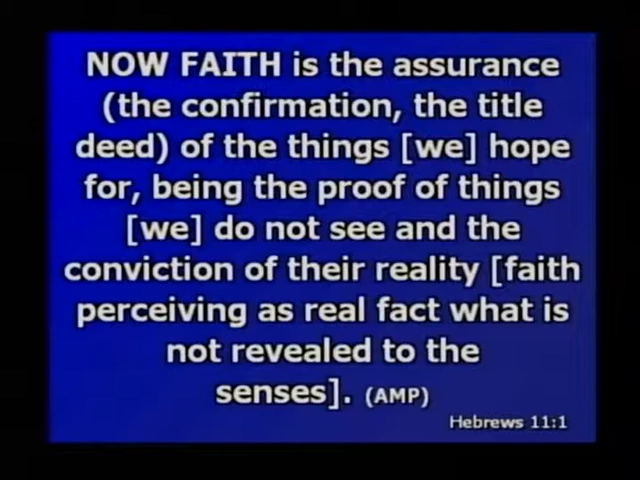 NOW FAITH is the assurance
(the confirmation, the title
deed) of the things [we] hope
for, being the proof of things
[we] do not see and the
conviction of their reality [faith
perceiving as real fact what is
not revealed to the
senses]. (AMP)
Hebrews 11:1